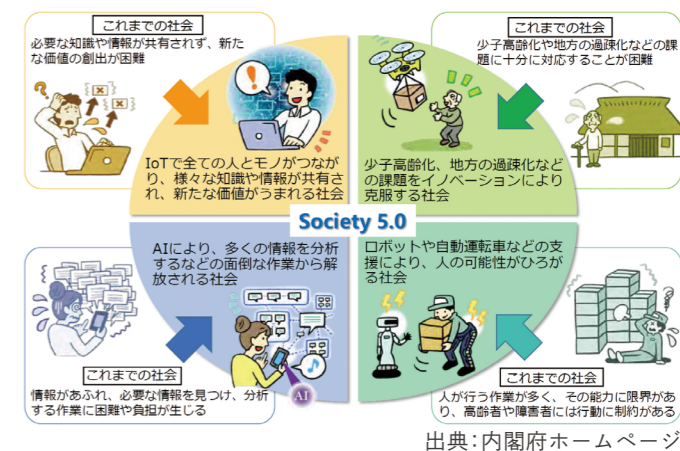 これまでの社会
必要な知識や情報が共有されず、新た
な価値の創出が困難
これまでの社会
少子高齢化や地方の過疎化などの課
題に十分に対応することが困難
IoTで全ての人とモノがつなが
り、様々な知識や情報が共有さ
れ、新たな価値がうまれる社会
少子高齢化、地方の過疎化など
の課題をイノベーションにより
克服する社会
Society 5.0
AIにより、多くの情報を分析
するなどの面倒な作業から解
放される社会
ロボットや自動運転車などの支
援により、人の可能性がひろが
る社会
AI
これまでの社会
情報があふれ、必要な情報を見つけ、分析
する作業に困難や負担が生じる
これまでの社会
人が行う作業が多く、その能力に限界があ
り、高齢者や障害者には行動に制約がある
出典:内閣府ホームページ